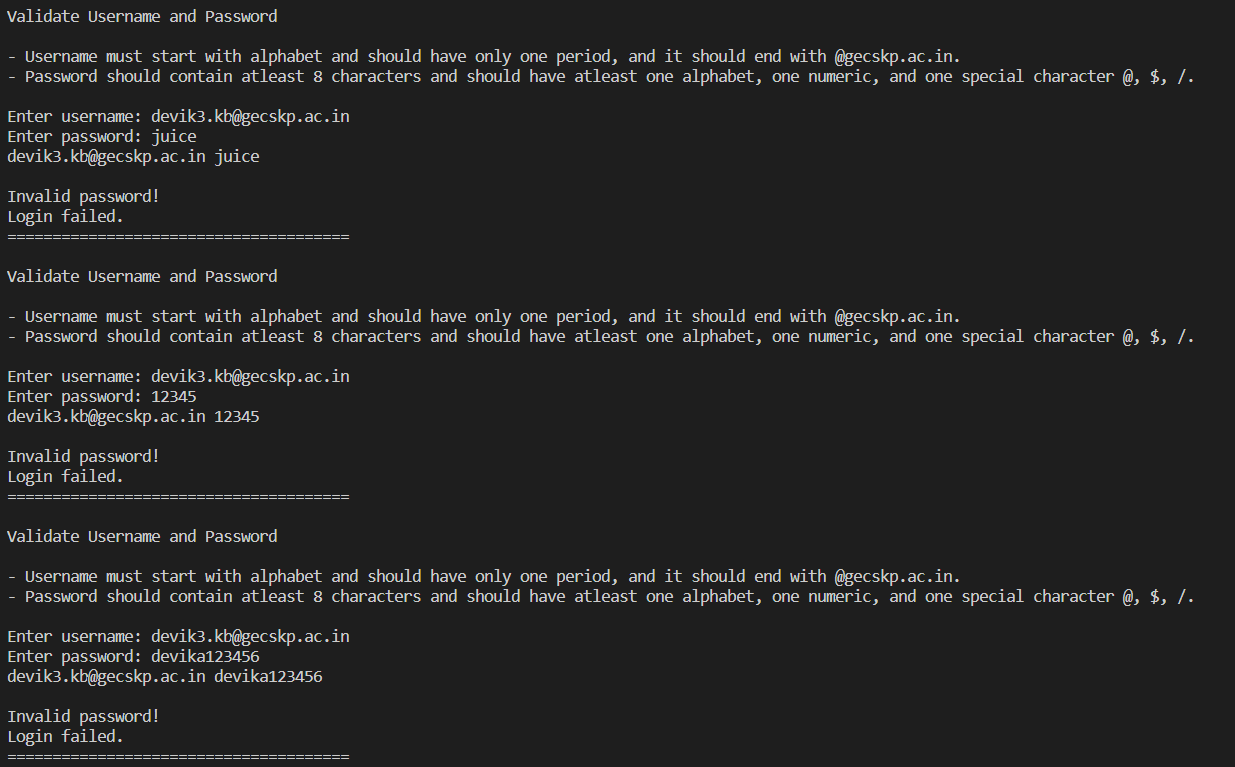 Validate Username and Password
- Username must start with alphabet and should have only one period, and it should end with @gecskp.ac.in.
- Password should contain atleast 8 characters and should have atleast one alphabet, one numeric, and one special character @, $, /.
Enter username: devik3.kb@gecskp.ac.in
Enter password: juice
devik3.kb@gecskp.ac.in juice
Invalid password!
Login failed.
======================================
Validate Username and Password
- Username must start with alphabet and should have only one period, and it should end with @gecskp.ac.in.
- Password should contain atleast 8 characters and should have atleast one alphabet, one numeric, and one special character @, $, /.
Enter username: devik3.kb@gecskp.ac.in
Enter password: 12345
devik3.kb@gecskp.ac.in 12345
Invalid password!
Login failed.
======================================
Validate Username and Password
- Username must start with alphabet and should have only one period, and it should end with @gecskp.ac.in.
- Password should contain atleast 8 characters and should have atleast one alphabet, one numeric, and one special character @, $, /.
Enter username: devik3.kb@gecskp.ac.in
Enter password: devika123456
devik3.kb@gecskp.ac.in devika123456
Invalid password!
Login failed.
======================================